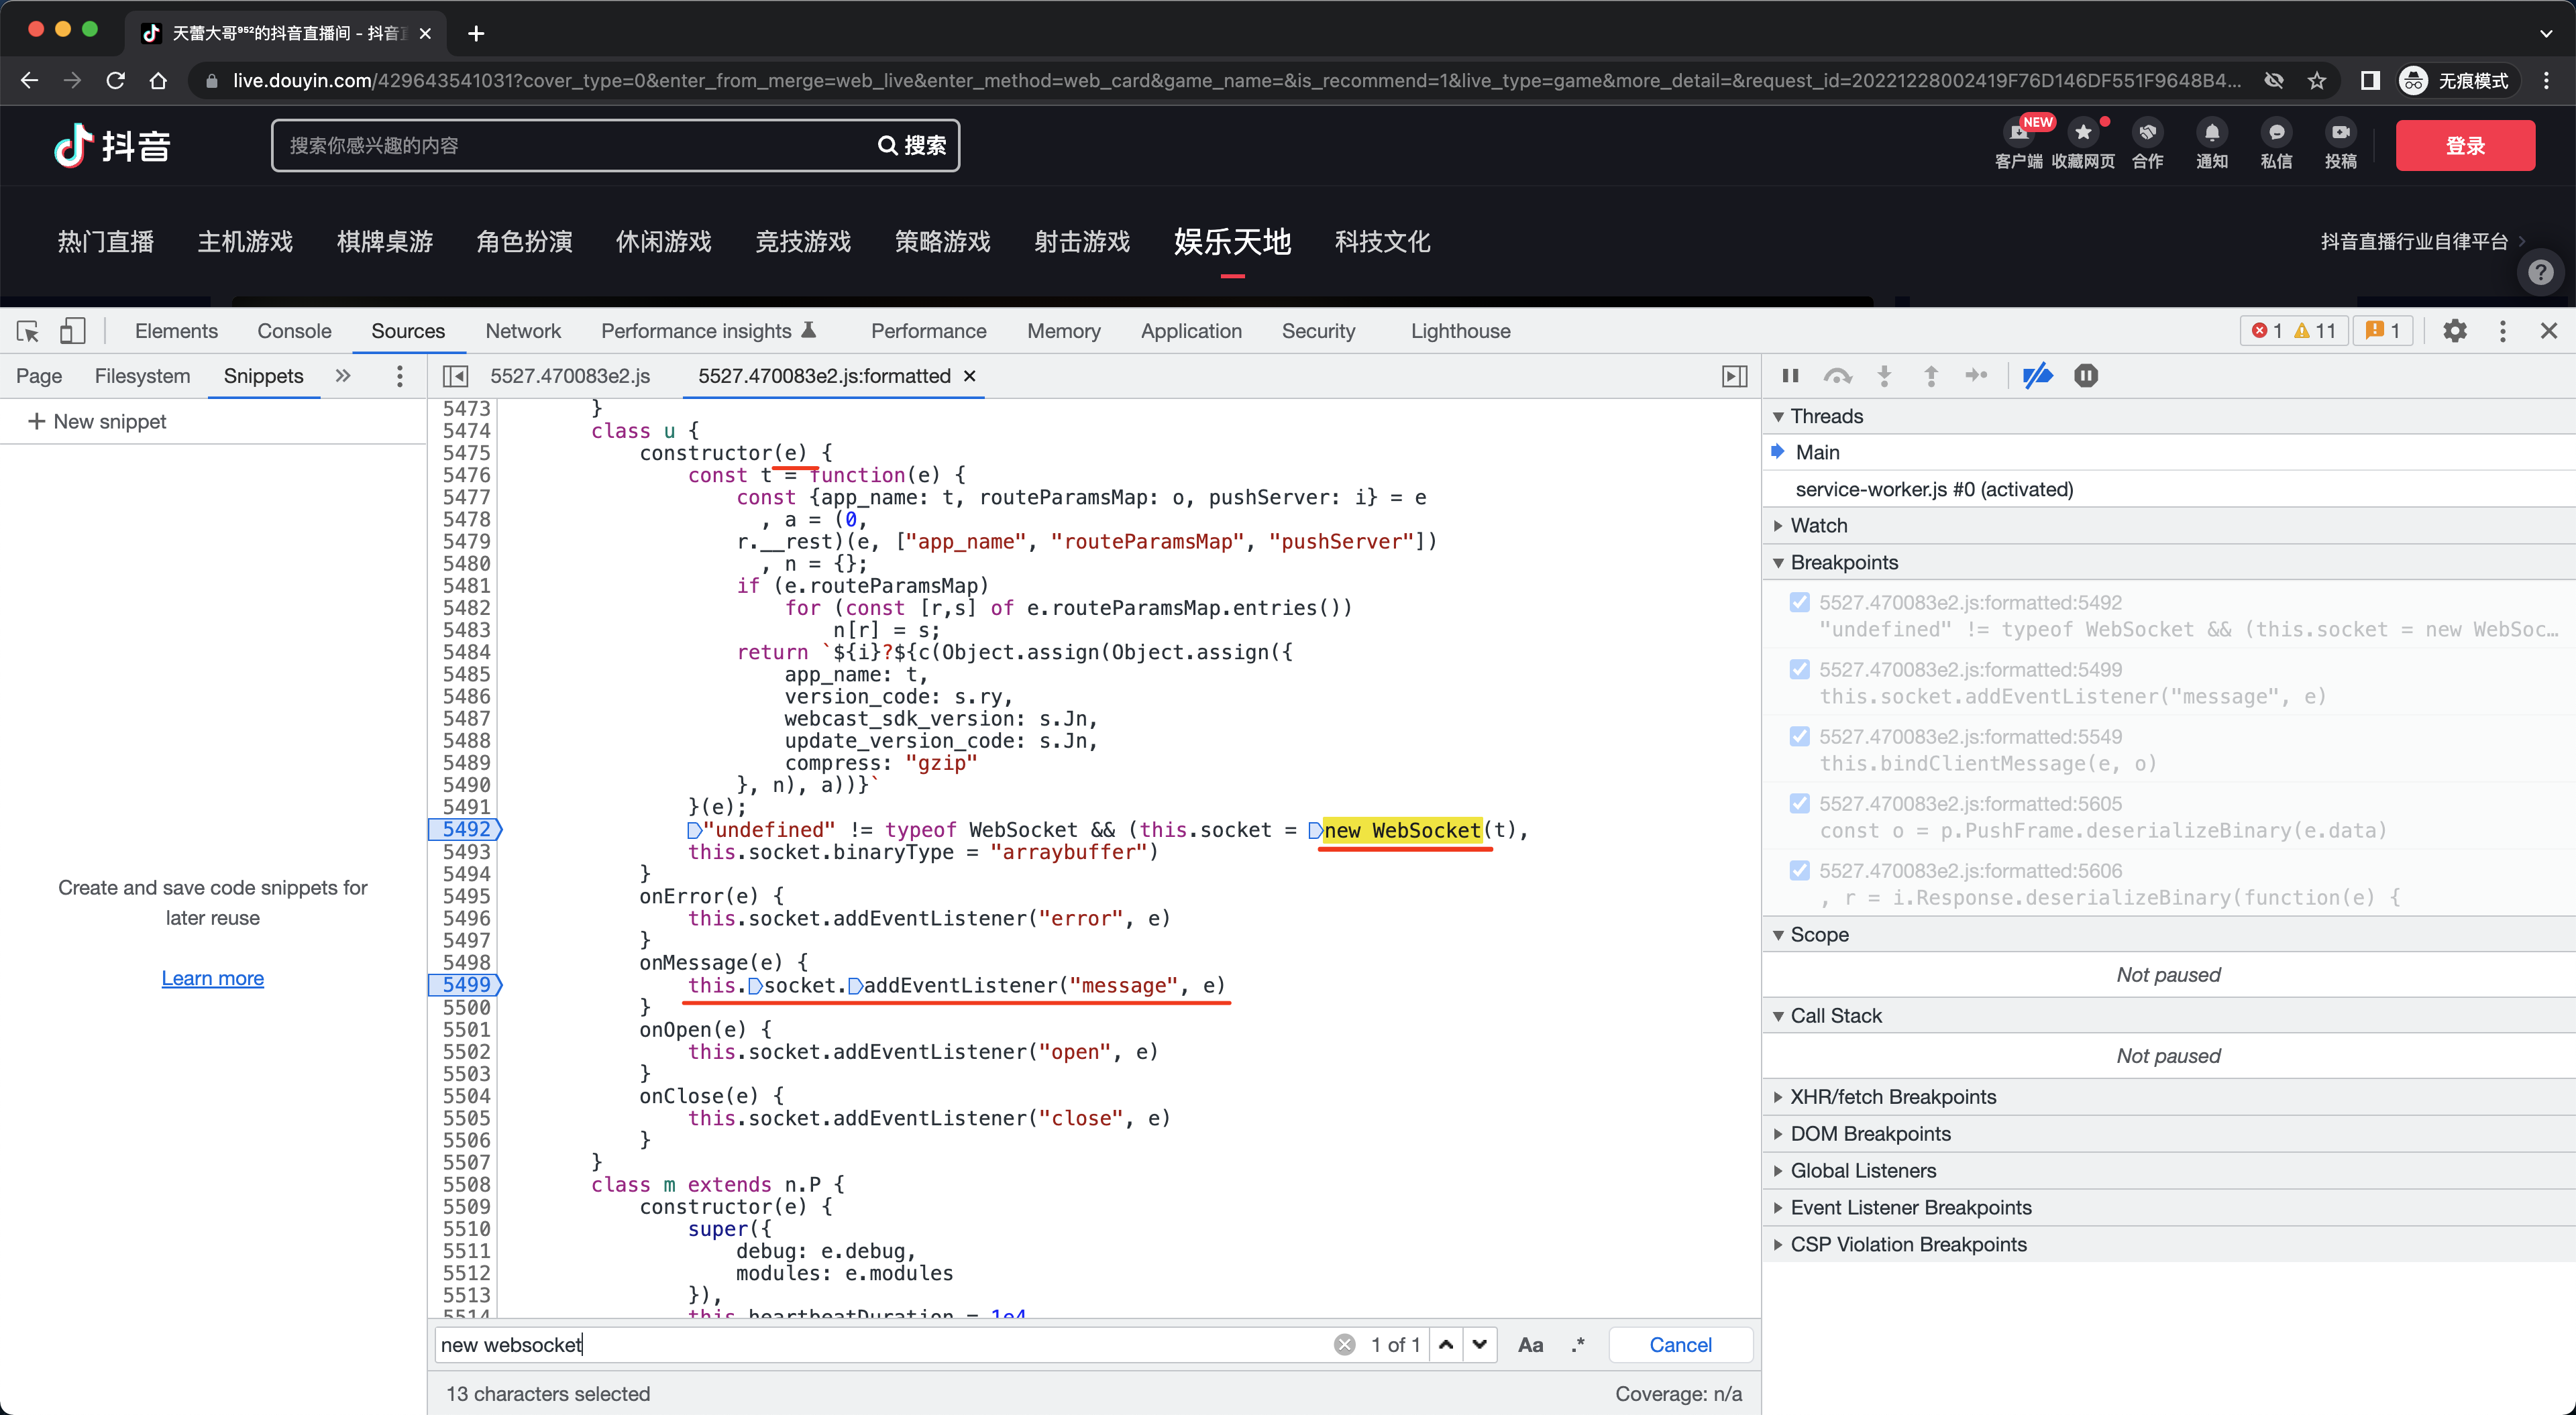 天蕾大哥⁹⁵²的抖音直播间 - 抖音
live.douyin.com/429643541031?cover_type=0&enter_from_merge=web_live&enter_method=web_card&game_name=&is_recommend=1&live_type=game&more_detail=&request_id=20221228002419F76D146DF551F9648B4...
无痕模式
抖音
搜索你感兴趣的内容
搜索
NEW
客户端
收藏网页
合作
通知
私信
投稿
登录
热门直播
主机游戏
棋牌桌游
角色扮演
休闲游戏
竞技游戏
策略游戏
射击游戏
娱乐天地
科技文化
抖音直播行业自律平台
Elements
Console
Sources
Network
Performance insights
Performance
Memory
Application
Security
Lighthouse
1
11
1
Page
Filesystem
Snippets
5527.470083e2.js
5527.470083e2.js:formatted
+ New snippet
Create and save code snippets for
later reuse
Learn more
5473 }
5474 class u {
5475 constructor(e) {
5476 const t = function(e) {
5477 const {app_name: t, routeParamsMap: o, pushServer: i} = e
5478 , a = (0,
5479 r.__rest)(e, ["app_name", "routeParamsMap", "pushServer"])
5480 , n = {};
5481 if (e.routeParamsMap)
5482 for (const [r,s] of e.routeParamsMap.entries())
5483 n[r] = s;
5484 return `${i}?${c(Object.assign(Object.assign({
5485 app_name: t,
5486 version_code: s.ry,
5487 webcast_sdk_version: s.Jn,
5488 update_version_code: s.Jn,
5489 compress: "gzip"
5490 }, n), a))}`
5491 }(e);
5492 "undefined" != typeof WebSocket && (this.socket = new WebSocket(t),
5493 this.socket.binaryType = "arraybuffer")
5494 }
5495 onError(e) {
5496 this.socket.addEventListener("error", e)
5497 }
5498 onMessage(e) {
5499 this.socket.addEventListener("message", e)
5500 }
5501 onOpen(e) {
5502 this.socket.addEventListener("open", e)
5503 }
5504 onClose(e) {
5505 this.socket.addEventListener("close", e)
5506 }
5507 }
5508 class m extends n.P {
5509 constructor(e) {
5510 super({
5511 debug: e.debug,
5512 modules: e.modules
5513 }),
5514 this.heartbeatDuration = 1e4
new websocket
1 of 1
Aa
.*
Cancel
13 characters selected
Coverage: n/a
Threads
Main
service-worker.js #0 (activated)
Watch
Breakpoints
5527.470083e2.js:formatted:5492
"undefined" != typeof WebSocket && (this.socket = new WebSoc…
5527.470083e2.js:formatted:5499
this.socket.addEventListener("message", e)
5527.470083e2.js:formatted:5549
this.bindClientMessage(e, o)
5527.470083e2.js:formatted:5605
const o = p.PushFrame.deserializeBinary(e.data)
5527.470083e2.js:formatted:5606
, r = i.Response.deserializeBinary(function(e) {
Scope
Not paused
Call Stack
Not paused
XHR/fetch Breakpoints
DOM Breakpoints
Global Listeners
Event Listener Breakpoints
CSP Violation Breakpoints